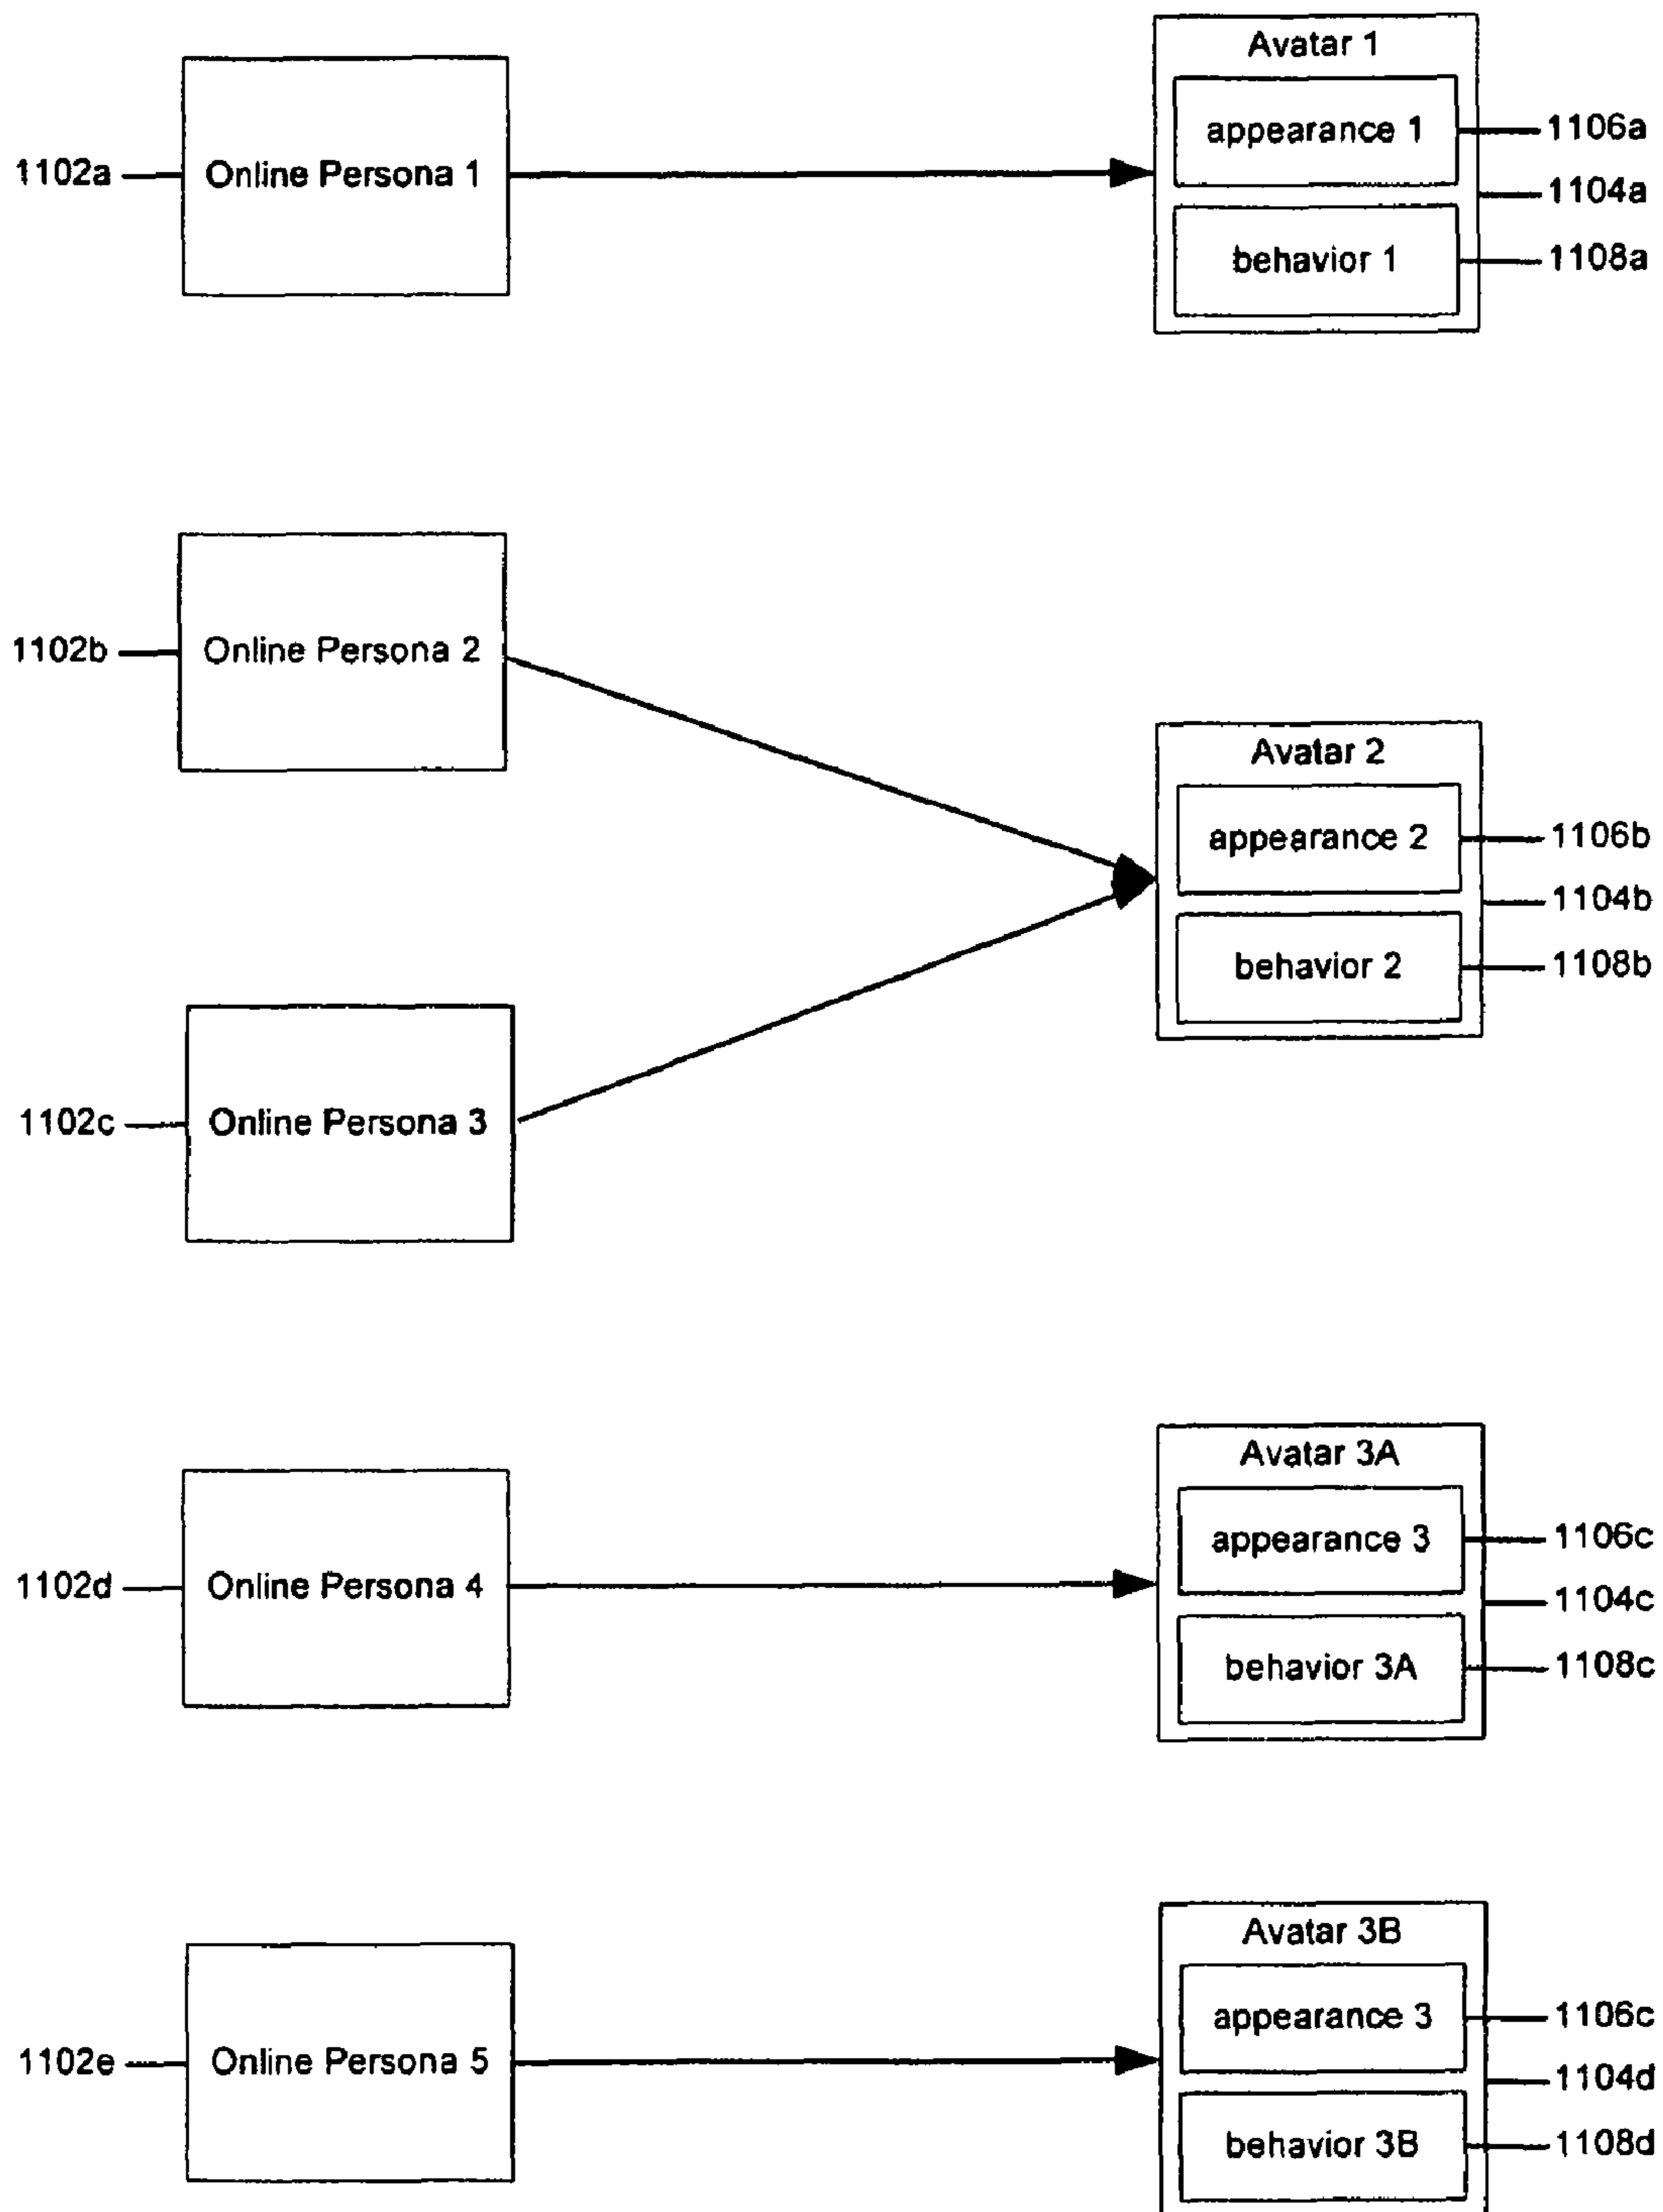 Avatar 1
appearance 1
1106a
1102a
Online Persona 1
1104a
behavior 1
1108a
1102b
Online Persona 2
Avatar 2
appearance 2
1106b
1104b
behavior 2
1108b
1102c
Online Persona 3
Avatar 3A
appearance 3
1106c
1102d
Online Persona 4
1104c
behavior 3A
1108c
Avatar 3B
appearance 3
1106c
1102e
Online Persona 5
1104d
behavior 3B
1108d